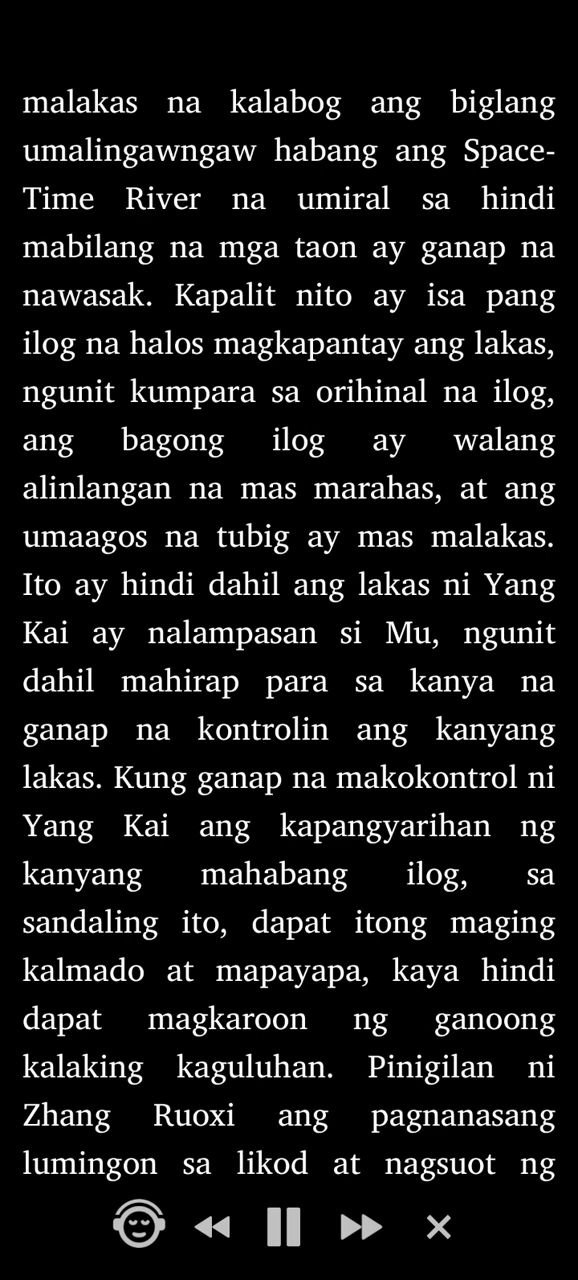 malakas na kalabog ang biglang
umalingawngaw habang ang Space-
Time River na umiral sa hindi
mabilang na mga taon ay ganap na
nawasak. Kapalit nito ay isa pang
ilog na halos magkapantay ang lakas,
ngunit kumpara sa orihinal na ilog,
ang bagong ilog ay walang
alinlangan na mas marahas, at ang
umaagos na tubig ay mas malakas.
Ito ay hindi dahil ang lakas ni Yang
Kai ay nalampasan si Mu, ngunit
dahil mahirap para sa kanya na
ganap na kontrolin ang kanyang
lakas. Kung ganap na makokontrol ni
Yang Kai ang kapangyarihan ng
kanyang mahabang ilog, sa
sandaling ito, dapat itong maging
kalmado at mapayapa, kaya hindi
dapat magkaroon ng ganoong
kalaking kaguluhan. Pinigilan ni
Zhang Ruoxi ang pagnanasang
lumingon sa likod at nagsuot ng